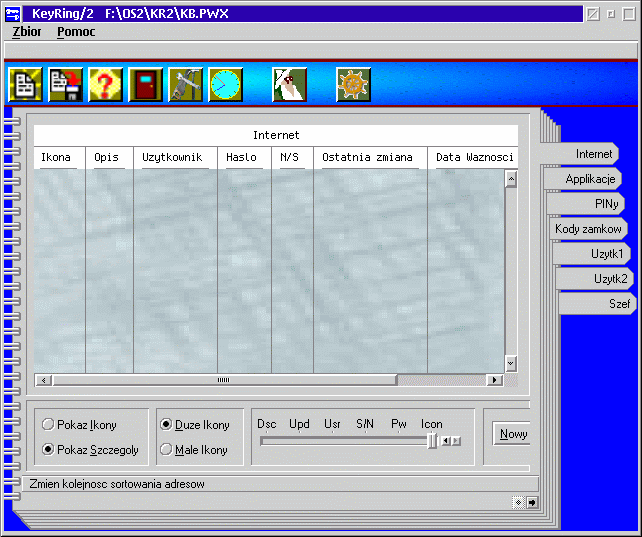 KeyRing/2 F:\OS2\KR2\KB.PWX
Zbior Pomoc
Internet
Ikona Opis Uzytkownik Haslo N/S Ostatnia zmiana Data Waznosci
Internet
Applikacje
PINy
Kody zamkow
Uzytk1
Uzytk2
Szef
Pokaz Ikony
Pokaz Szczegoly
Duze Ikony
Male Ikony
Dsc Upd Usr S/N Pw Icon
Nowy
Zmien kolejnosc sortowania adresow